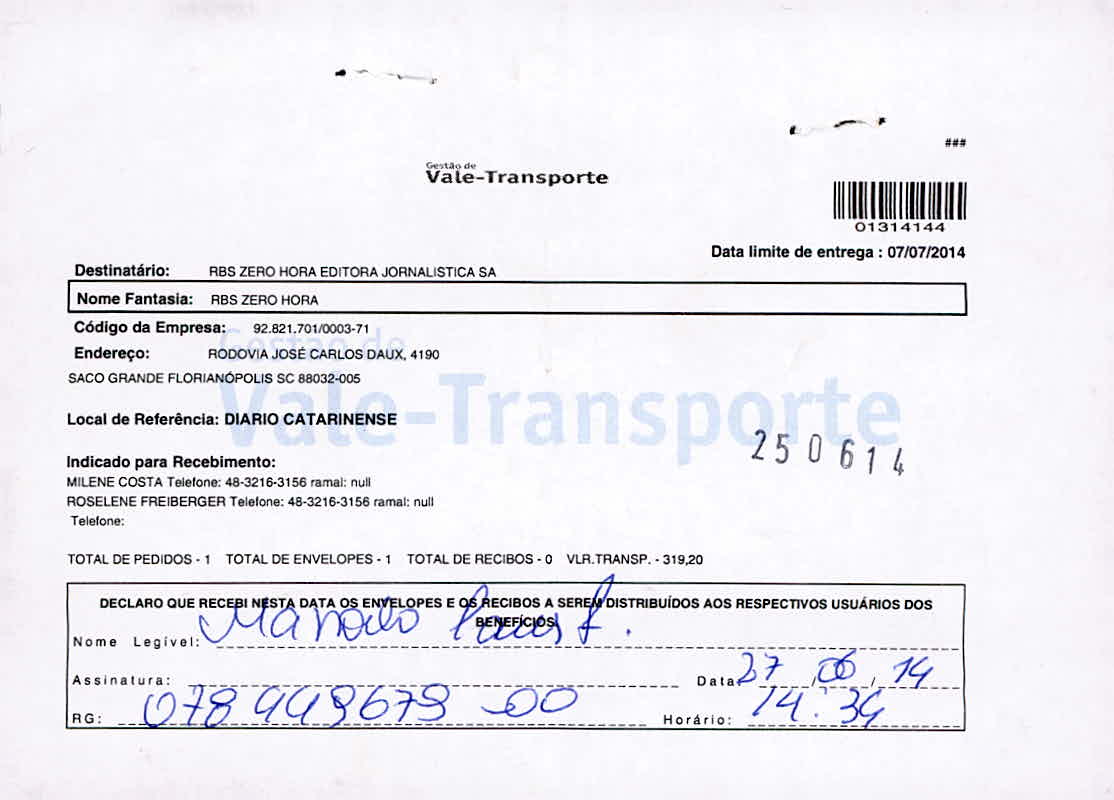 ###
Gestão de
Vale-Transporte
01314144
Data limite de entrega : 07/07/2014
Destinatário: RBS ZERO HORA EDITORA JORNALISTICA SA
Nome Fantasia: RBS ZERO HORA
Código da Empresa: 92.821.701/0003-71
Gestão de
Endereço: RODOVIA JOSÉ CARLOS DAUX, 4190
SACO GRANDE FLORIANÓPOLIS SC 88032-005
Vale-Transporte
Local de Referência: DIARIO CATARINENSE
250614
Indicado para Recebimento:
MILENE COSTA Telefone: 48-3216-3156 ramal: null
ROSELENE FREIBERGER Telefone: 48-3216-3156 ramal: null
Telefone:
TOTAL DE PEDIDOS - 1 TOTAL DE ENVELOPES - 1 TOTAL DE RECIBOS - 0 VLR.TRANSP. - 319,20
DECLARO QUE RECEBI NESTA DATA OS ENVELOPES E OS RECIBOS A SEREM DISTRIBUÍDOS AOS RESPECTIVOS USUÁRIOS DOS
BENEFÍCIOS.
Nome Legível:
Assinatura: Data: 27/06/14
RG: 078449679-00 Horário: 14:34